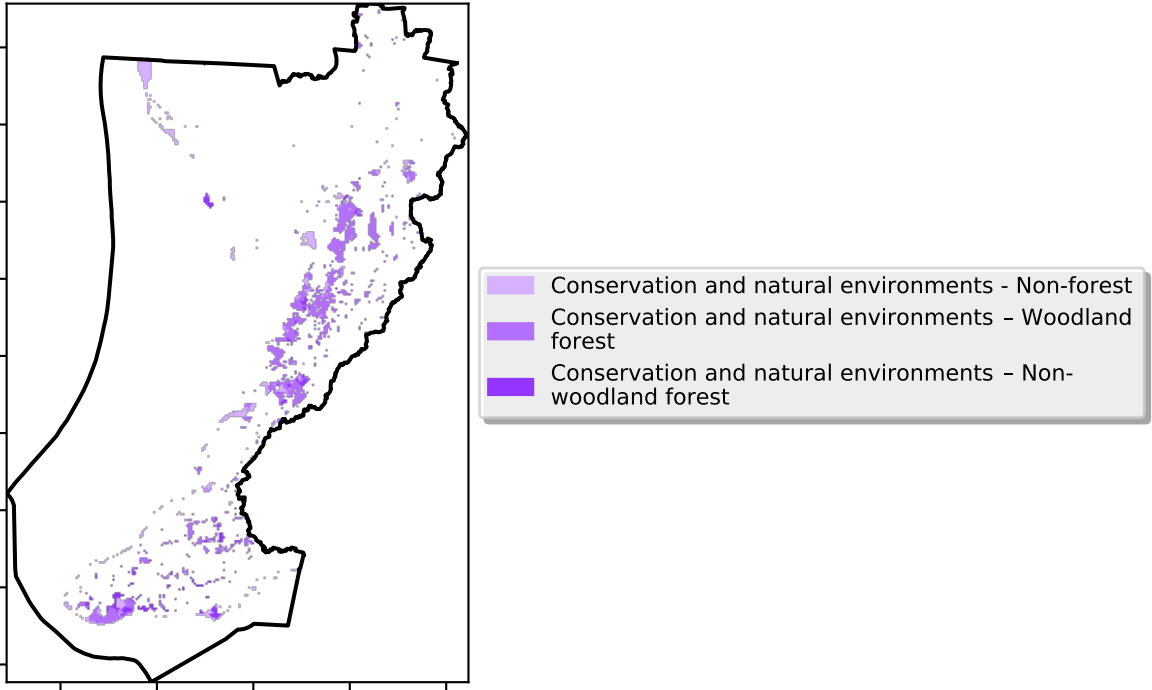 Conservation and natural environments - Non-forest
Conservation and natural environments – Woodland
forest
Conservation and natural environments – Non-
woodland forest